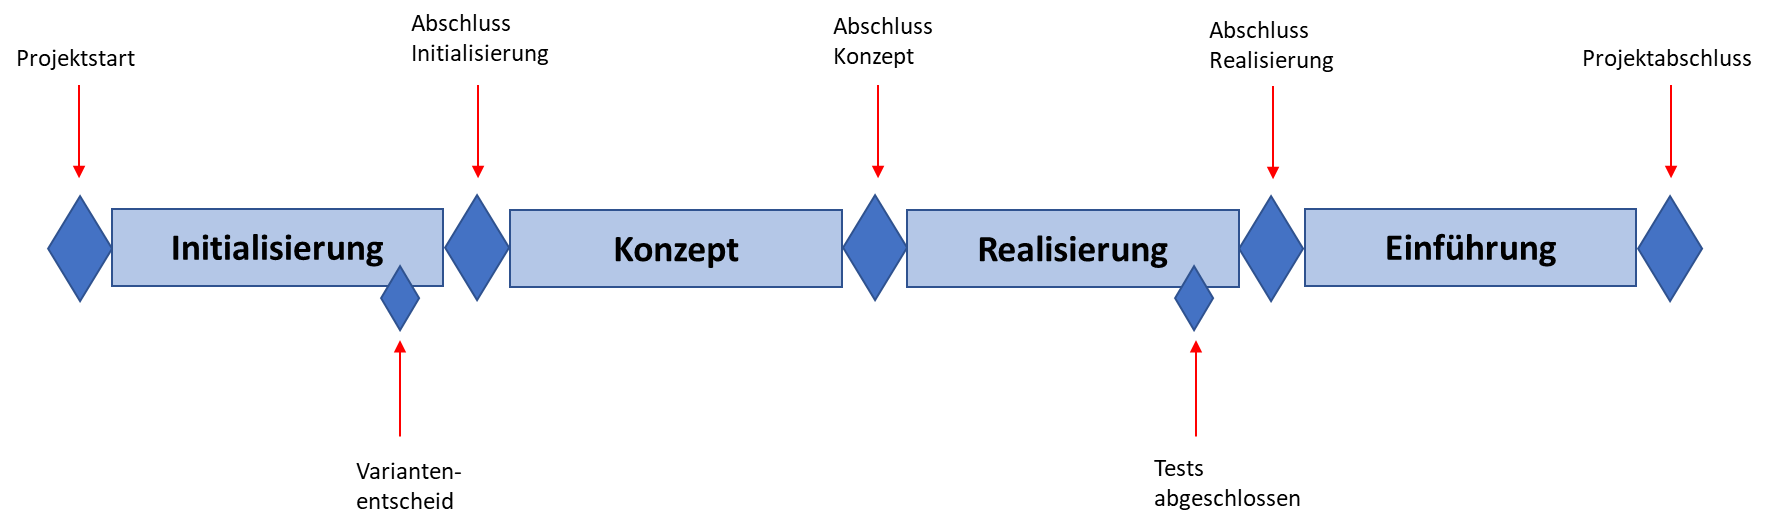 Projektstart
Abschluss
Initialisierung
Abschluss
Konzept
Abschluss
Realisierung
Projektabschluss
Initialisierung
Konzept
Realisierung
Einführung
Varianten-
entscheid
Tests
abgeschlossen